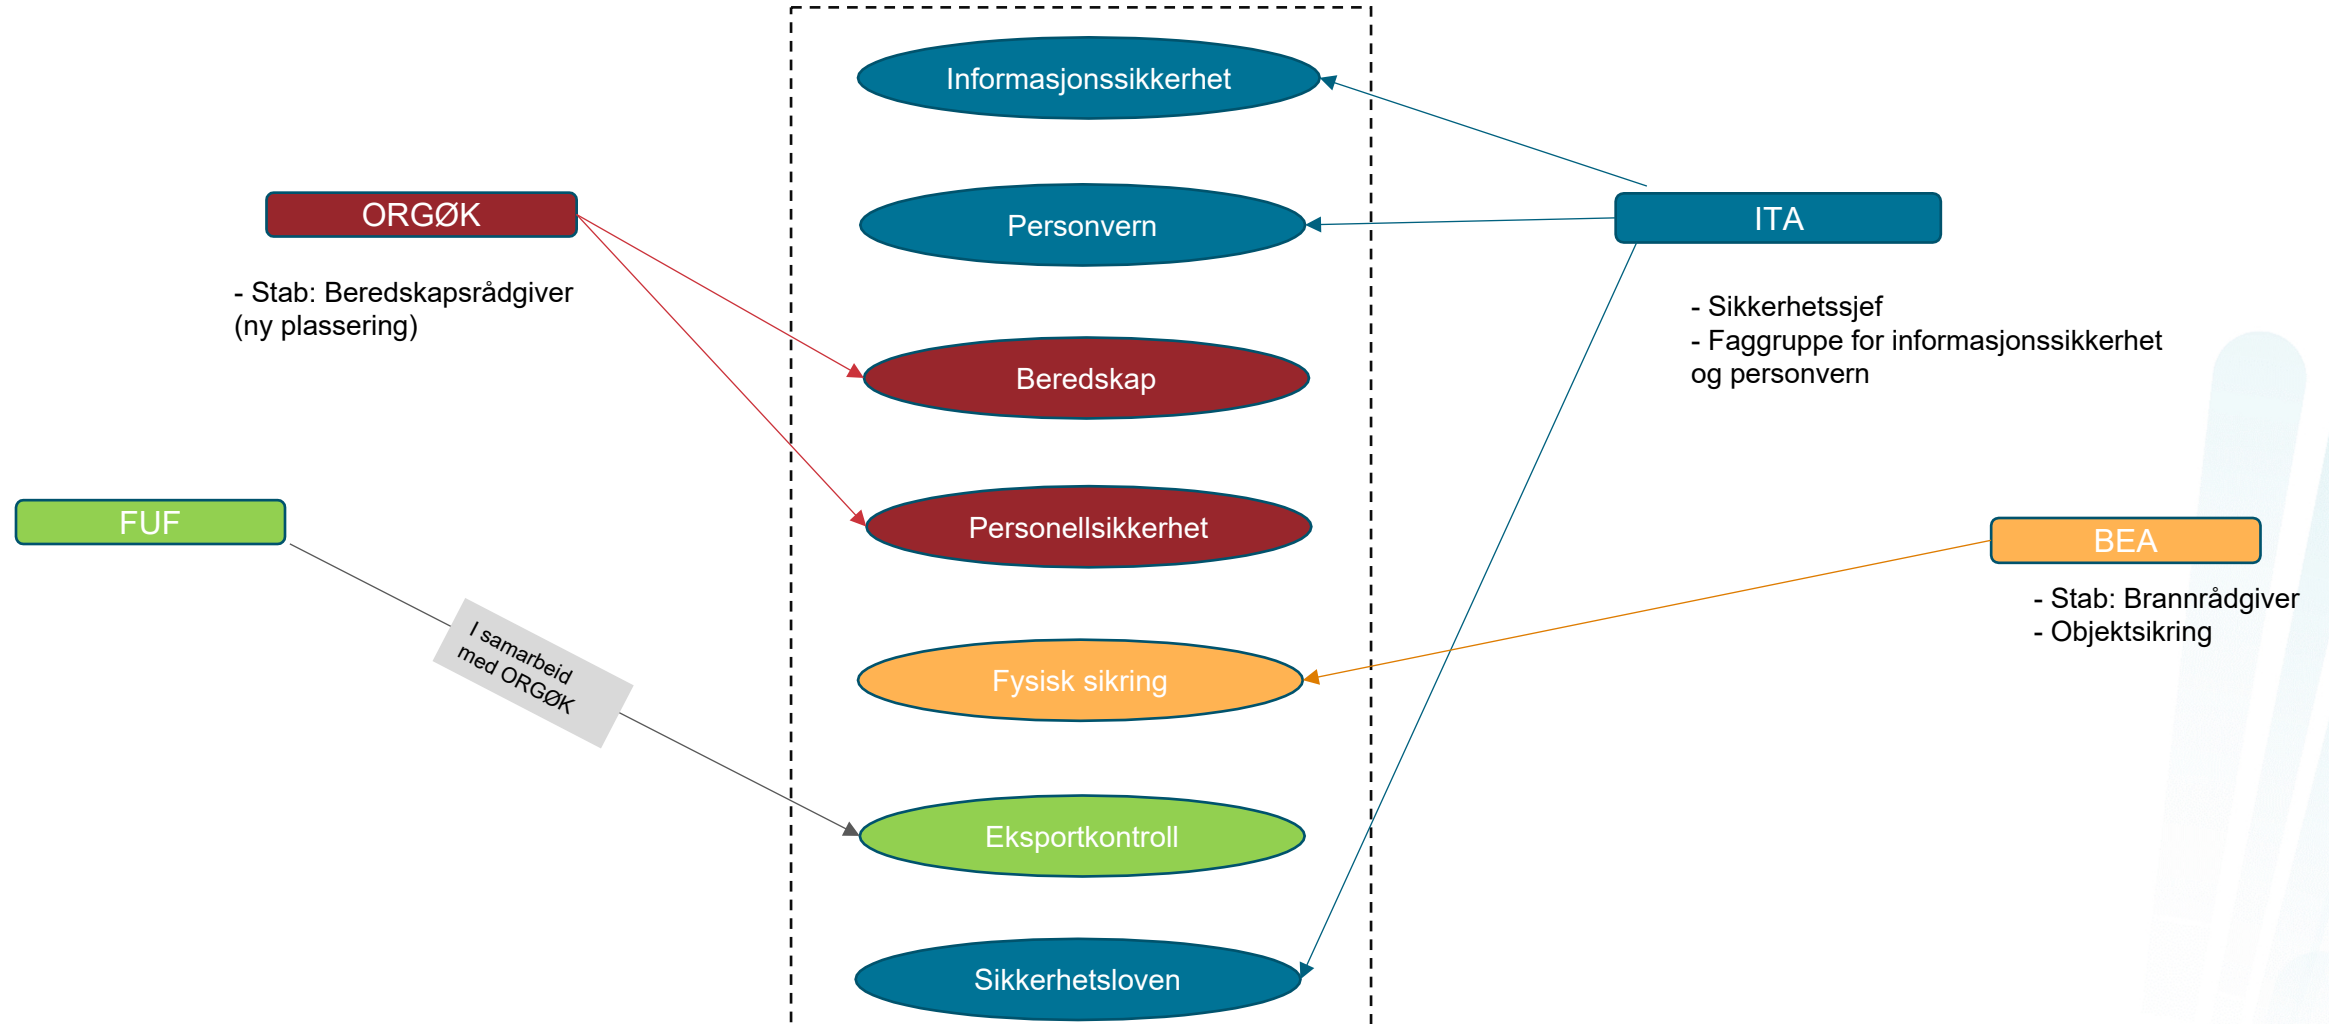 Informasjonssikkerhet
ORGØK
Personvern
ITA
- Stab: Beredskapsrådgiver
(ny plassering)
- Sikkerhetssjef
- Faggruppe for informasjonssikkerhet
og personvern
Beredskap
FUF
Personellsikkerhet
BEA
- Stab: Brannrådgiver
- Objektsikring
I samarbeid
med ORGØK
Fysisk sikring
Eksportkontroll
Sikkerhetsloven